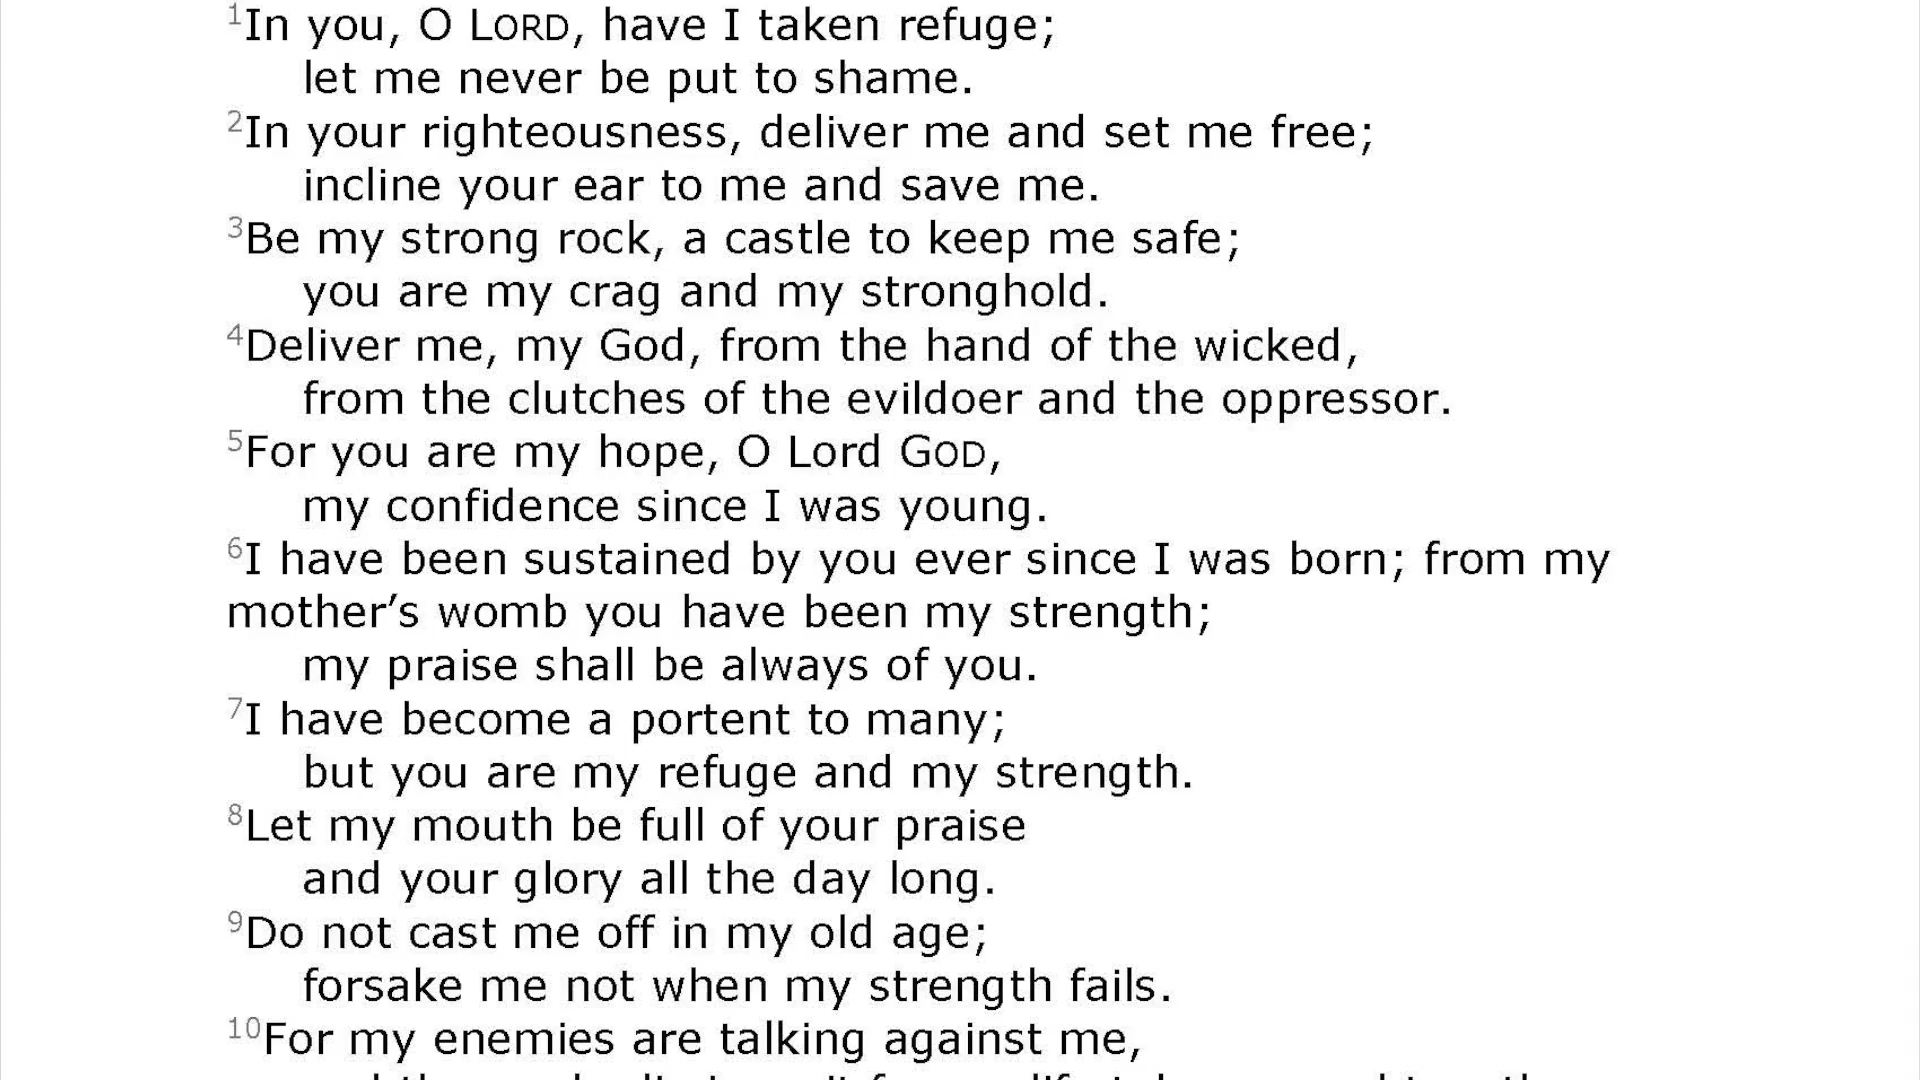 1In you, O LORD, have I taken refuge;
let me never be put to shame.
2In your righteousness, deliver me and set me free;
incline your ear to me and save me.
3Be my strong rock, a castle to keep me safe;
you are my crag and my stronghold.
4Deliver me, my God, from the hand of the wicked,
from the clutches of the evildoer and the oppressor.
5For you are my hope, O Lord GOD,
my confidence since I was young.
6I have been sustained by you ever since I was born; from my
mother’s womb you have been my strength;
my praise shall be always of you.
7I have become a portent to many;
but you are my refuge and my strength.
8Let my mouth be full of your praise
and your glory all the day long.
9Do not cast me off in my old age;
forsake me not when my strength fails.
10For my enemies are talking against me,